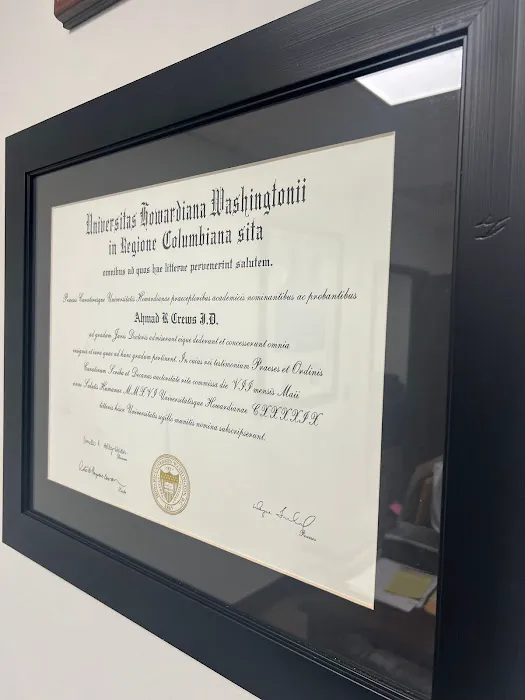 Universitas Howardiana Washingtonii
in Regione Columbiana sita
omnibus ad quos hae litterae pervenerint salutem.
Praeses Curatoresque Universitatis Howardianae praeceptoribus academicis nominantibus ac probantibus
Ahmad R Crews J.D.
ad gradum Juris Doctoris admiserunt eique dederunt et concesserunt omnia
insignia et iura quae ad hunc gradum pertinent. In cuius rei testimonium Praeses et Ordinis
Curatorum Scriba et Decanus auctoritate rite commissa die VII mensis Maii
anno Salutis Humanae MMXVI Universitatisque Howardianae CXXXXIX
litteris hisce Universitatis sigillo munitis nomina subscripserunt.